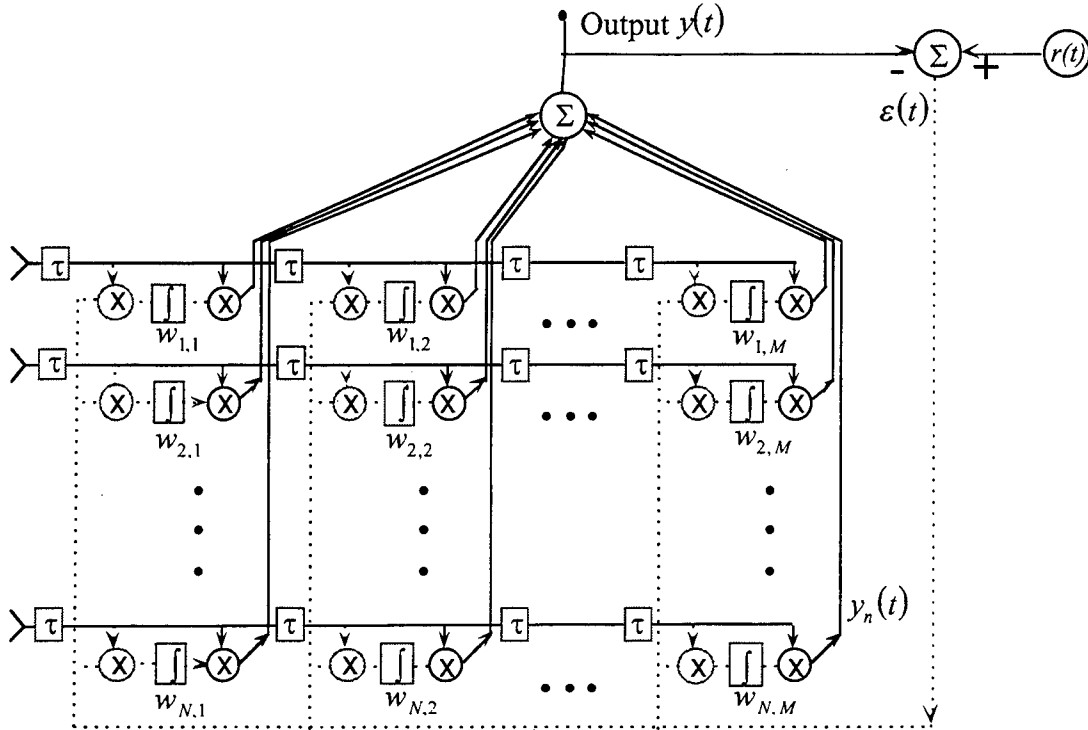 Output y(t)
Σ
- +
r(t)
ε(t)
Σ
τ τ τ τ
X ∫ X X ∫ X X ∫ X
w1,1 w1,2 • • • w1,M
τ τ τ τ
X ∫ X X ∫ X X ∫ X
w2,1 w2,2 • • • w2,M
yn(t)
τ τ τ τ
X ∫ X X ∫ X X ∫ X
wN,1 wN,2 • • • wN,M